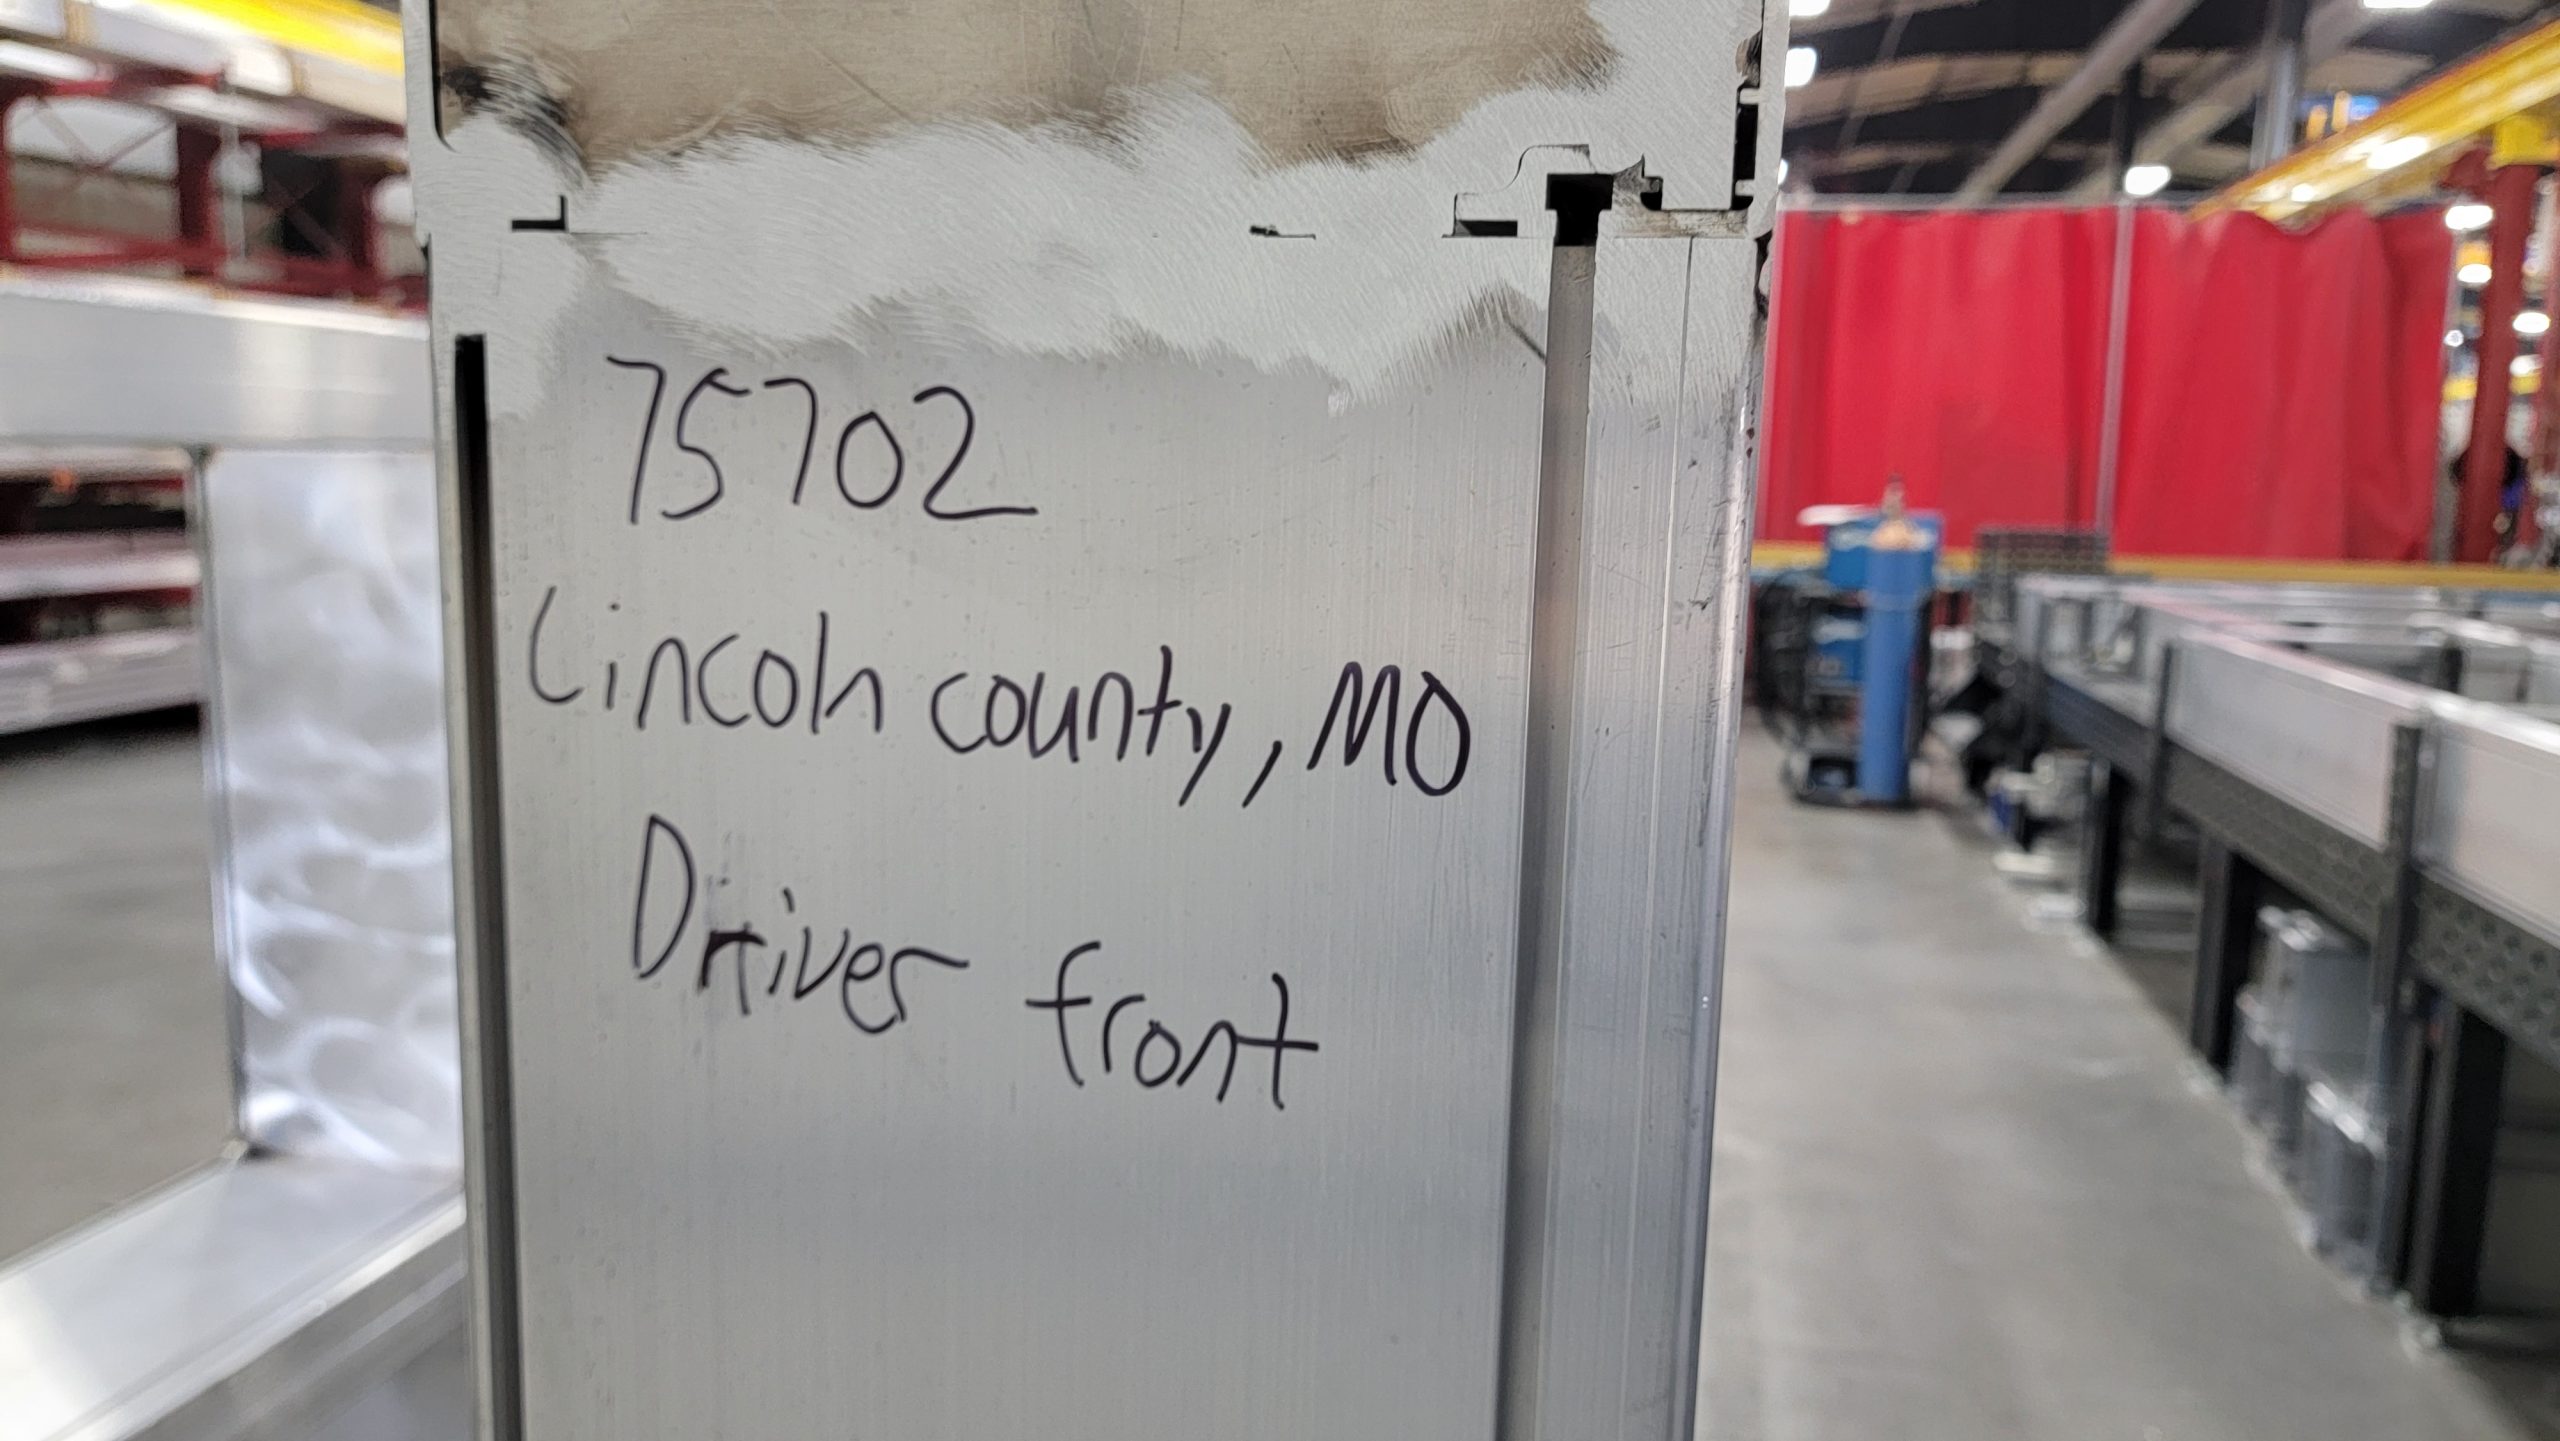 75702
Lincoln county, MO
Driver front